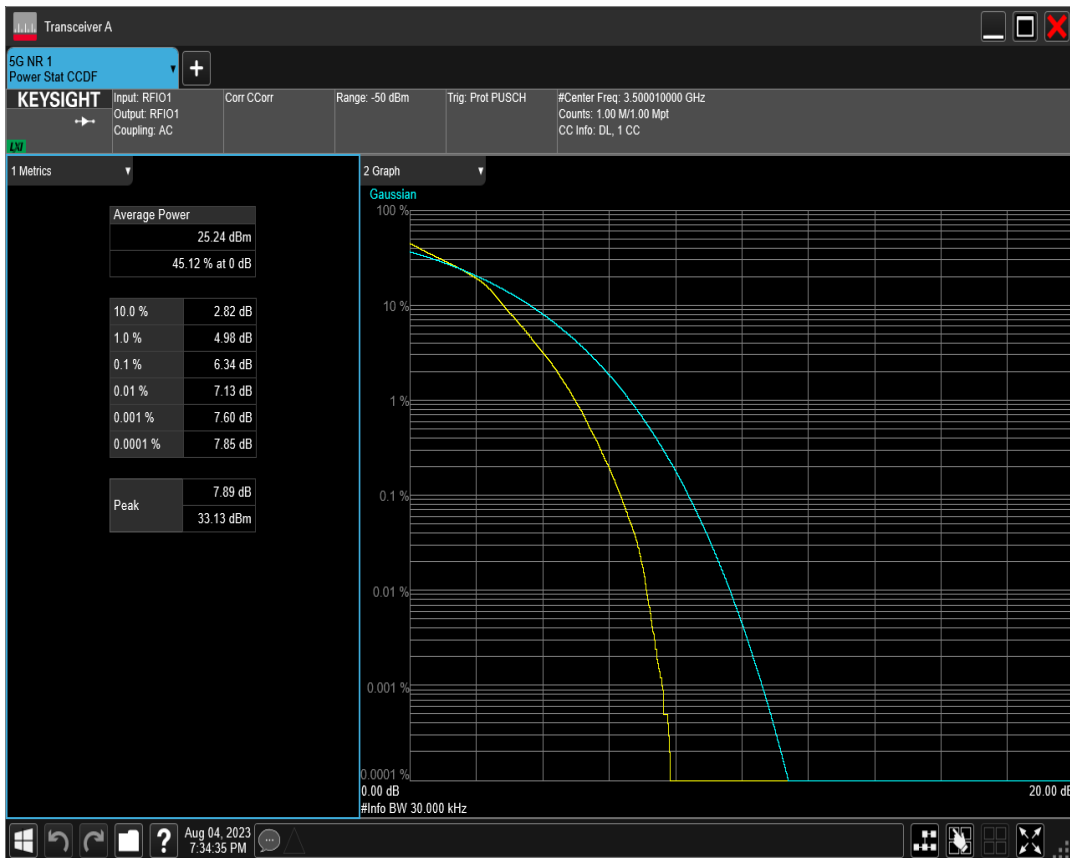 Transceiver A
5G NR 1
Power Stat CCDF
+
KEYSIGHT
LXI
Input: RFIO1
Output: RFIO1
Coupling: AC
Corr CCorr
Range: -50 dBm
Trig: Prot PUSCH
#Center Freq: 3.500010000 GHz
Counts: 1.00 M/1.00 Mpt
CC Info: DL, 1 CC
1 Metrics
Average Power
25.24 dBm
45.12 % at 0 dB
10.0 % 2.82 dB
1.0 % 4.98 dB
0.1 % 6.34 dB
0.01 % 7.13 dB
0.001 % 7.60 dB
0.0001 % 7.85 dB
Peak 7.89 dB
33.13 dBm
2 Graph
Gaussian
100 %
10 %
1 %
0.1 %
0.01 %
0.001 %
0.0001 %
0.00 dB 20.00 dB
#Info BW 30.000 kHz
?
Aug 04, 2023
7:34:35 PM